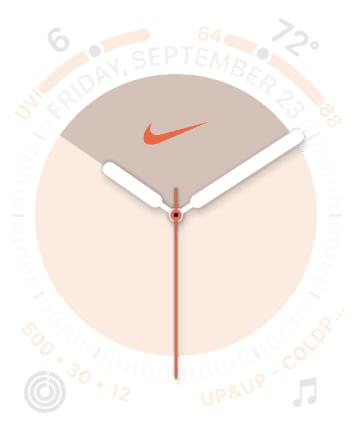 6
64
72°
UVI
FRIDAY, SEPTEMBER 23
88
500 • 30 • 12
UP&UP - COLDP...